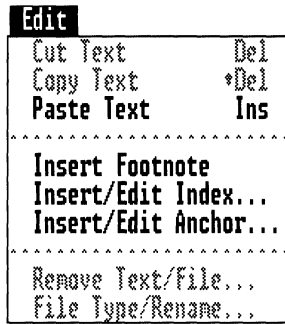 Edit
Cut Text Del
Copy Text ♦Del
Paste Text Ins
Insert Footnote
Insert/Edit Index...
Insert/Edit Anchor...
Remove Text/File...
File Type/Rename...